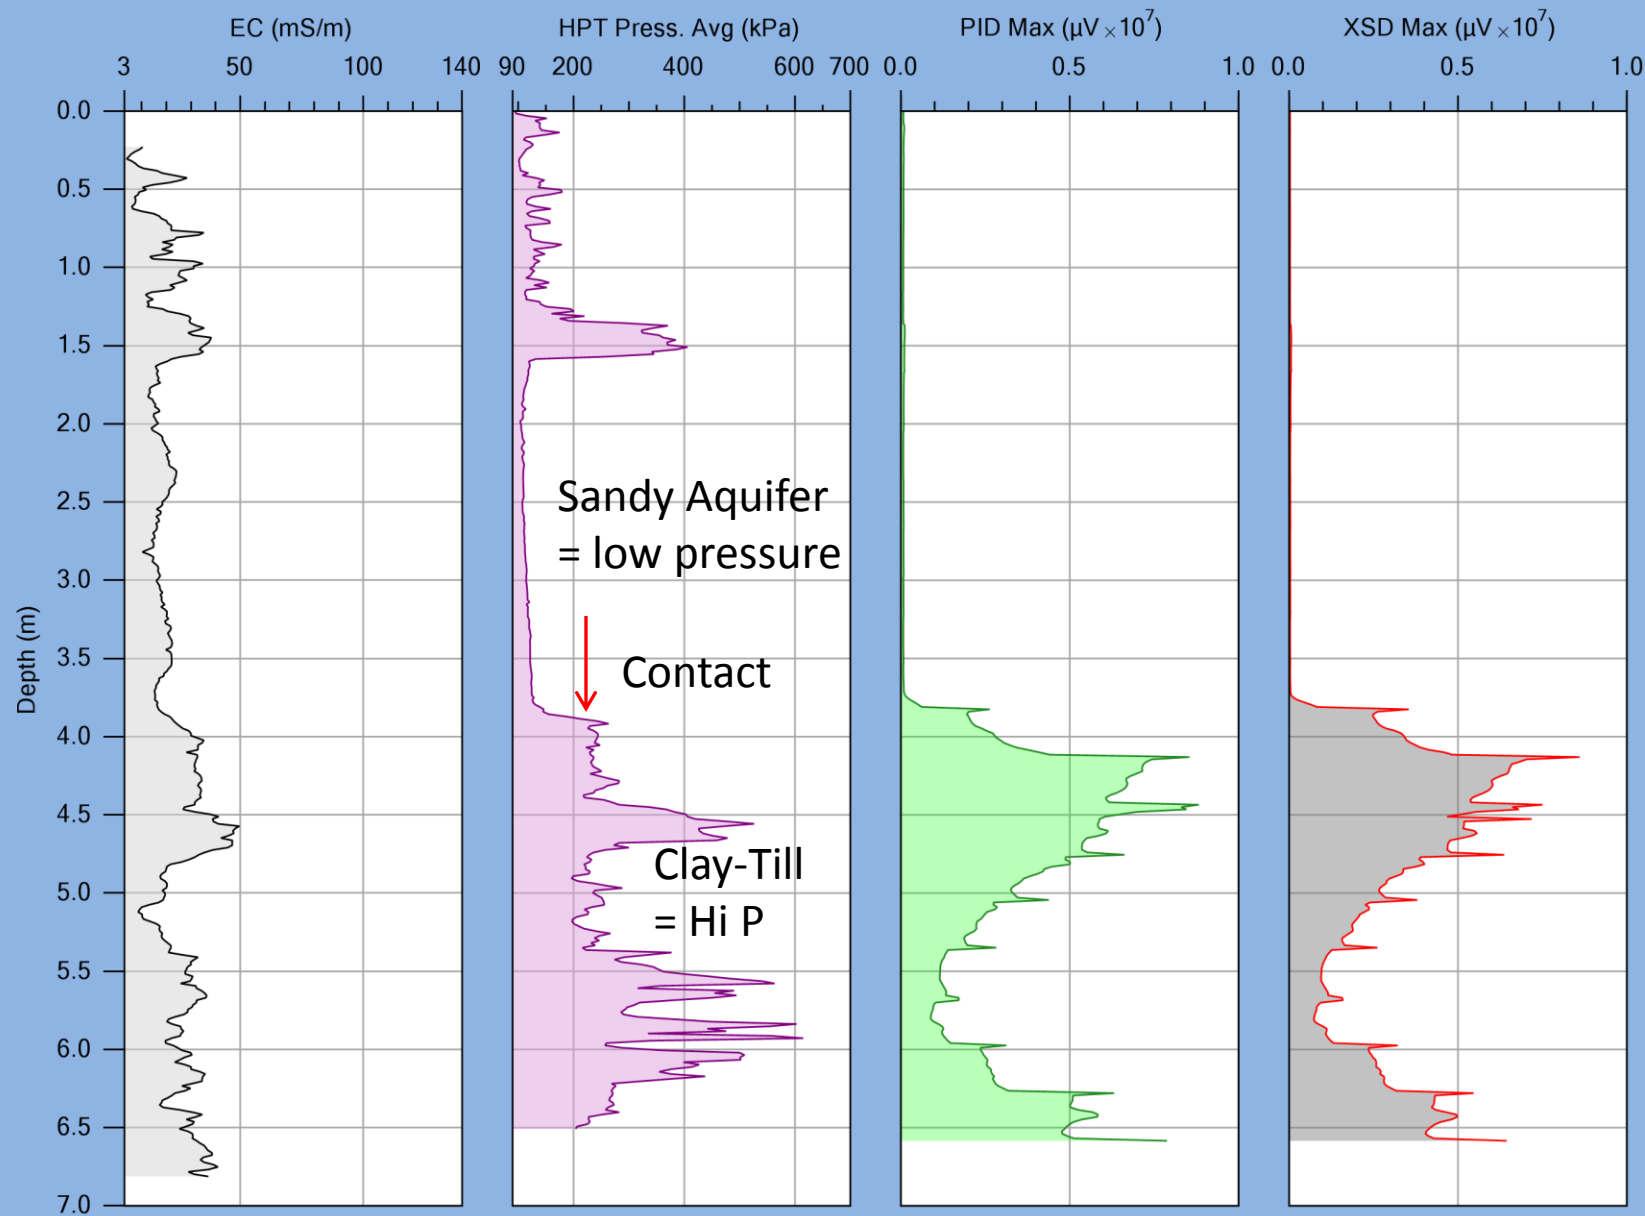 EC (mS/m) HPT Press. Avg (kPa) PID Max (µV ×10⁷) XSD Max (µV ×10⁷)
3 50 100 140 90 200 400 600 700 0.0 0.5 1.0 0.0 0.5 1.0
0.0
0.5
1.0
1.5
2.0
2.5
3.0
3.5
4.0
4.5
5.0
5.5
6.0
6.5
7.0
Depth (m)
Sandy Aquifer
= low pressure
Contact
Clay-Till
= Hi P